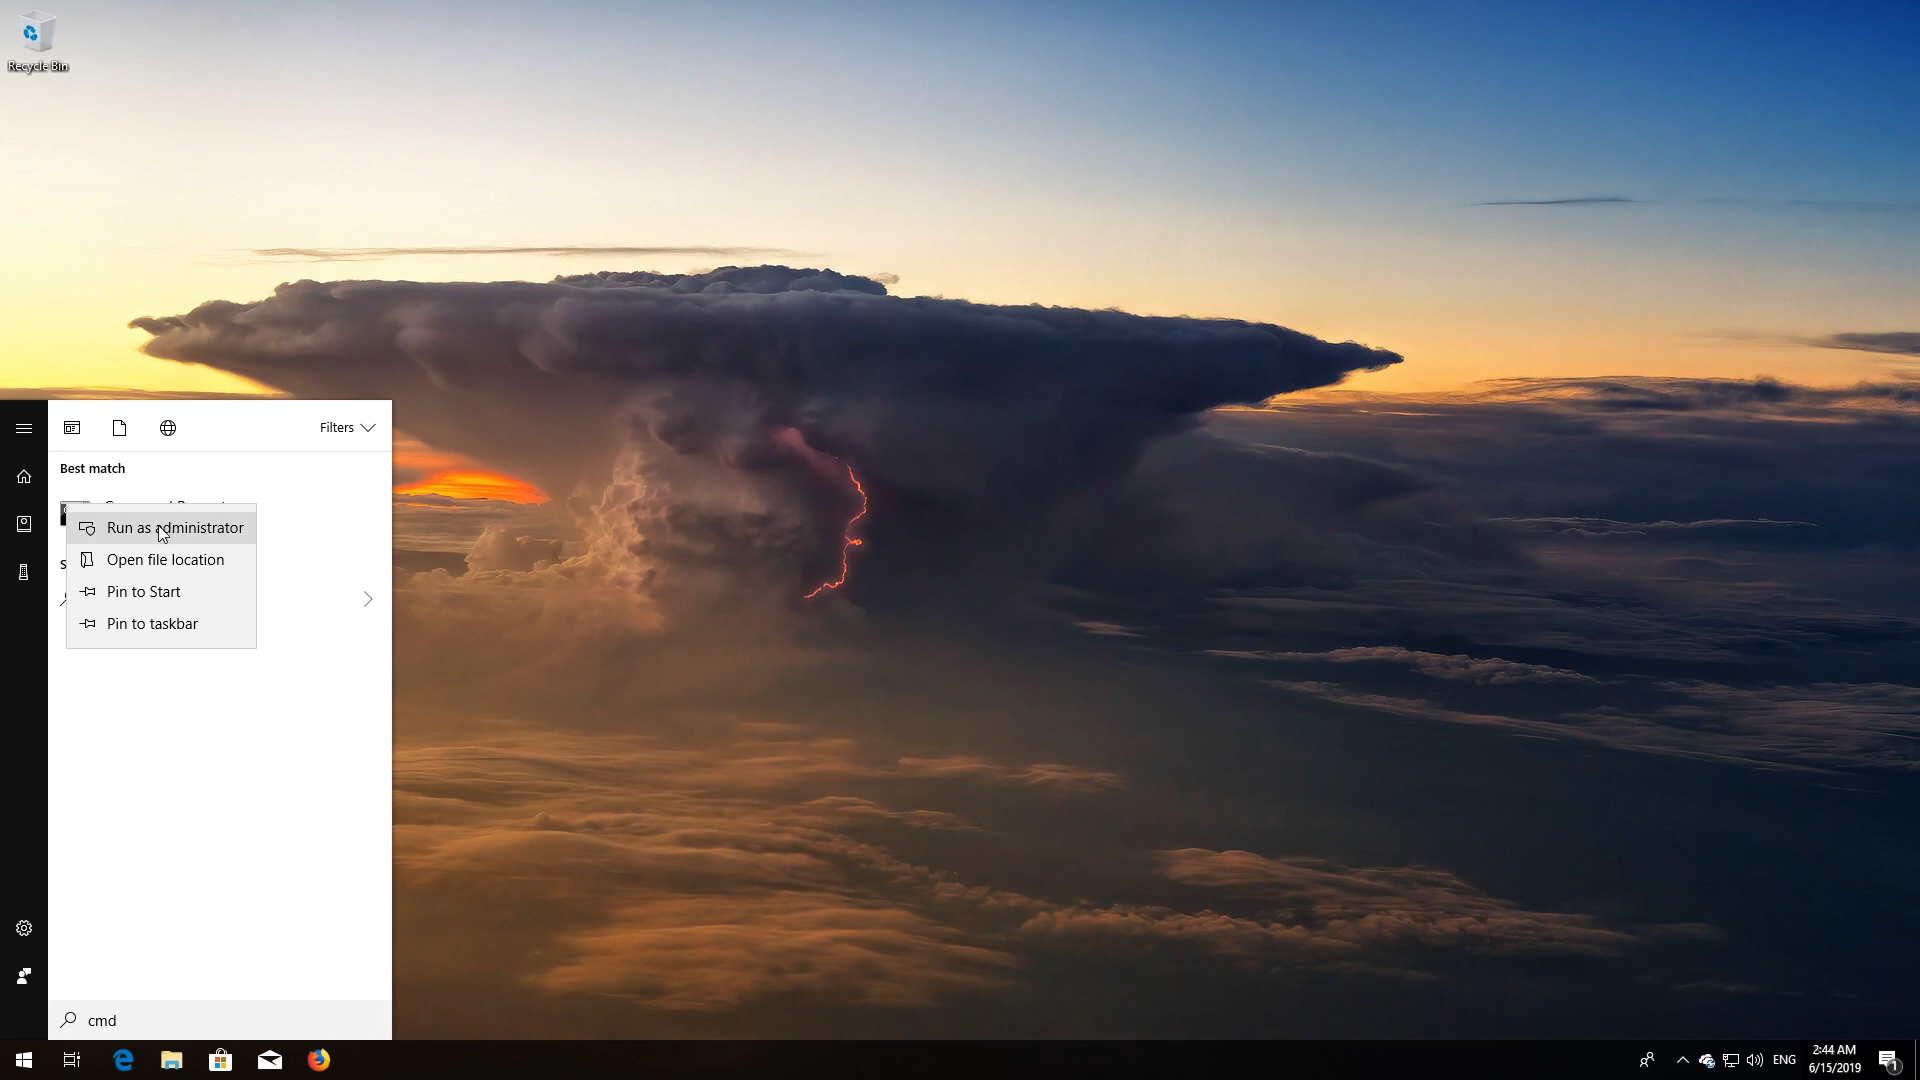 Recycle Bin
Filters
Best match
Run as administrator
Open file location
Pin to Start
Pin to taskbar
cmd
ENG
2:44 AM
6/15/2019
1